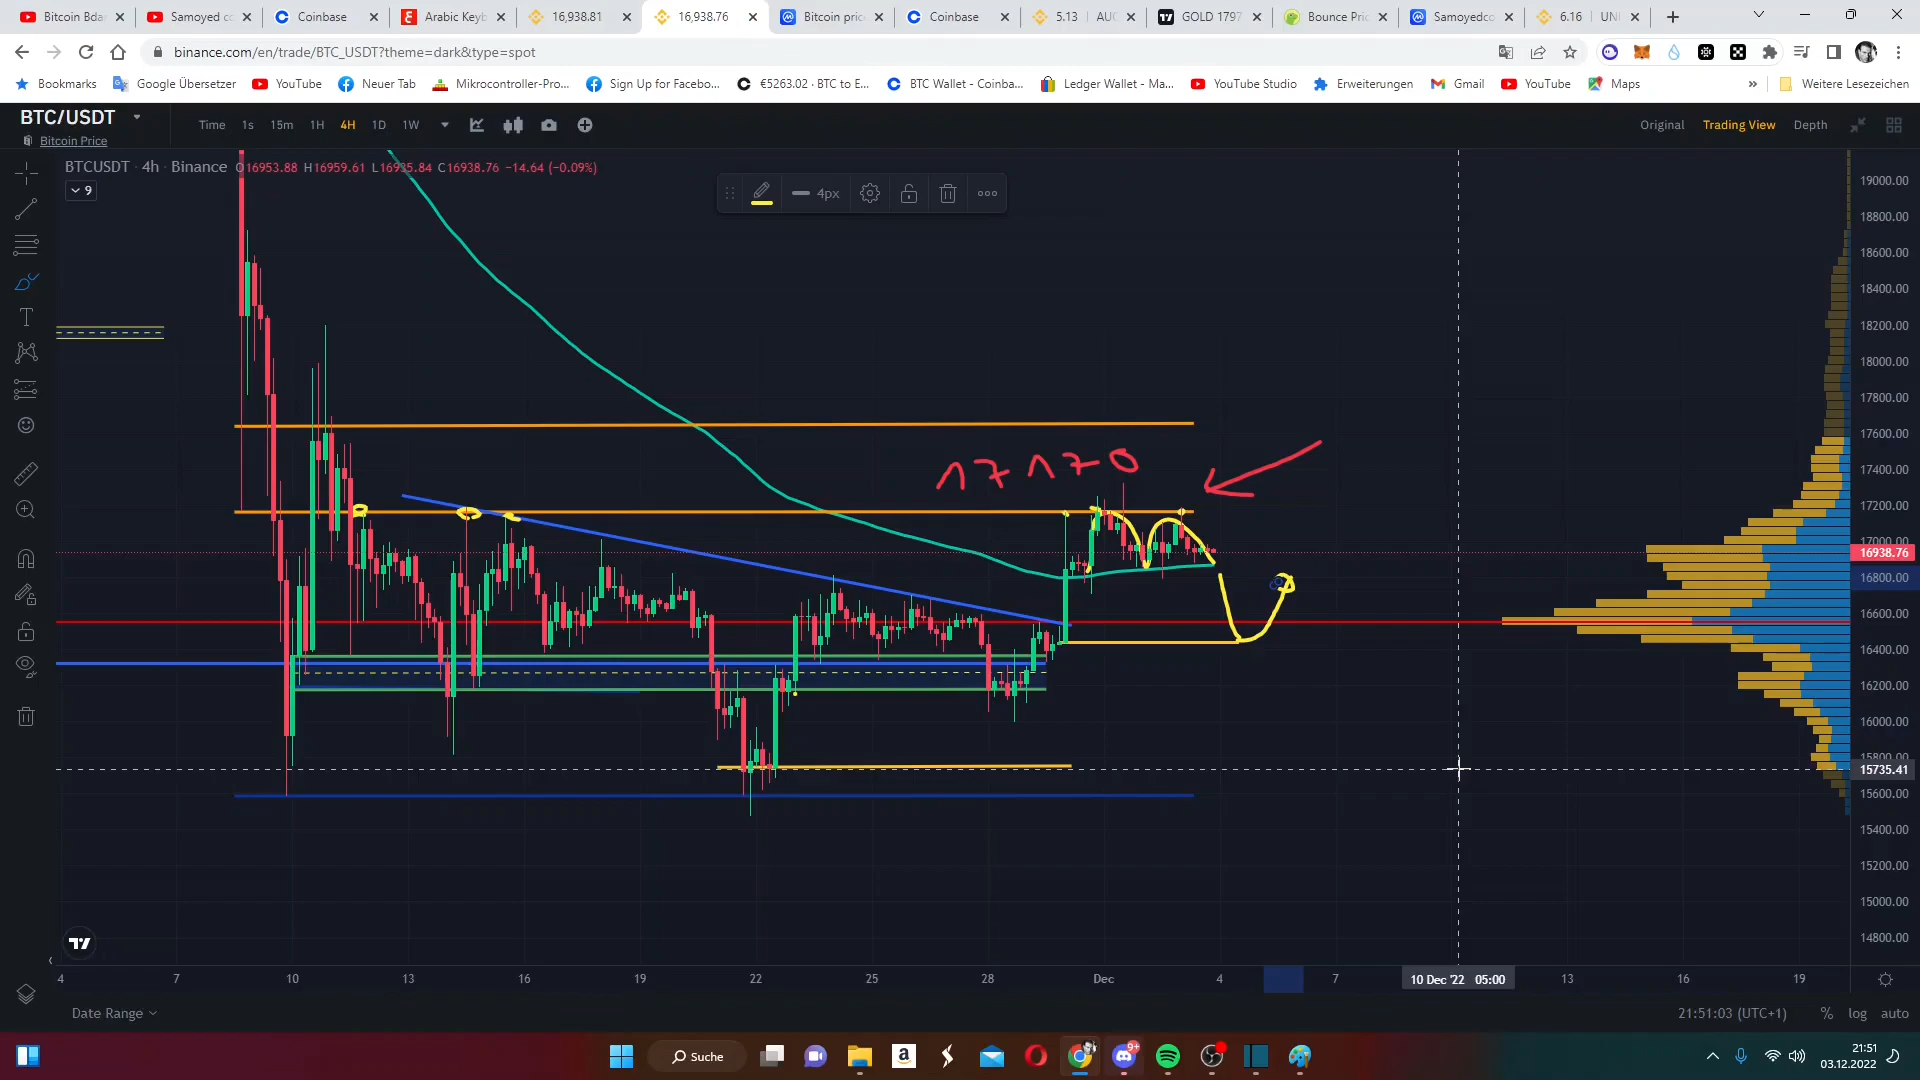 Bitcoin Bda
Samoyed co
Coinbase
Arabic Keyb
16,938.81
16,938.76
Bitcoin pric
Coinbase
5.13 | AUC
GOLD 1797
Bounce Pric
Samoyedco
6.16 | UNI
binance.com/en/trade/BTC_USDT?theme=dark&type=spot
Bookmarks
Google Übersetzer
YouTube
Neuer Tab
Mikrocontroller-Pro...
Sign Up for Facebo...
€5263.02 · BTC to E...
BTC Wallet - Coinba...
Ledger Wallet - Ma...
YouTube Studio
Erweiterungen
Gmail
YouTube
Maps
»
Weitere Lesezeichen
BTC/USDT
Bitcoin Price
Time 1s 15m 1H 4H 1D 1W
Original Trading View Depth
BTCUSDT · 4h · Binance O16953.88 H16959.61 L16935.84 C16938.76 −14.64 (−0.09%)
9
4px
17170
19000.00
18800.00
18600.00
18400.00
18200.00
18000.00
17800.00
17600.00
17400.00
17200.00
17000.00
16938.76
16800.00
16600.00
16400.00
16200.00
16000.00
15800.00
15735.41
15600.00
15400.00
15200.00
15000.00
14800.00
4 7 10 13 16 19 22 25 28 Dec 4 7 10 Dec '22 05:00 13 16 19
Date Range
21:51:03 (UTC+1) % log auto
Suche
9+
21:51
03.12.2022